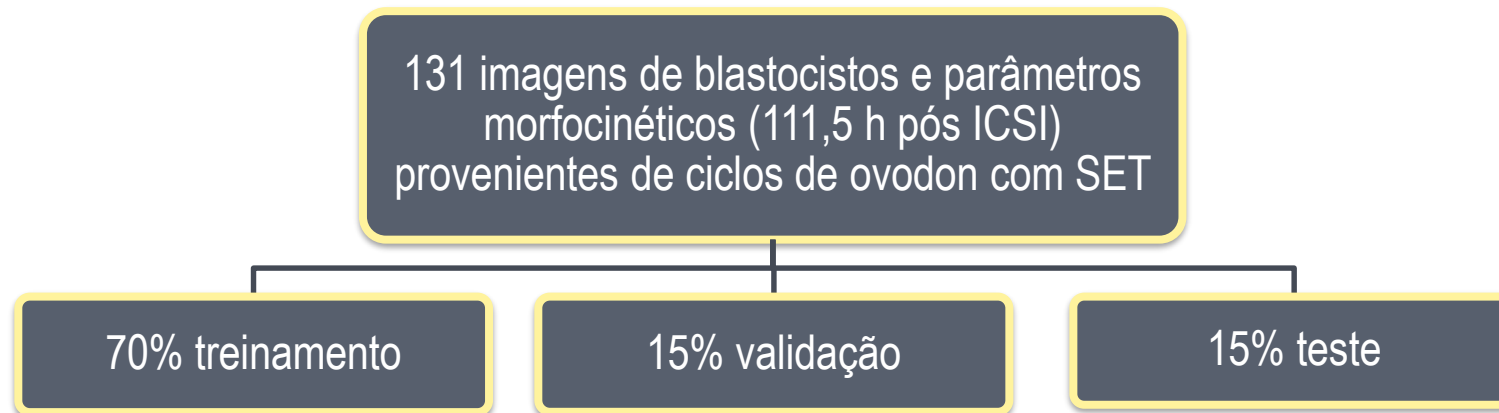 131 imagens de blastocistos e parâmetros
morfocinéticos (111,5 h pós ICSI)
provenientes de ciclos de ovodon com SET
70% treinamento
15% validação
15% teste